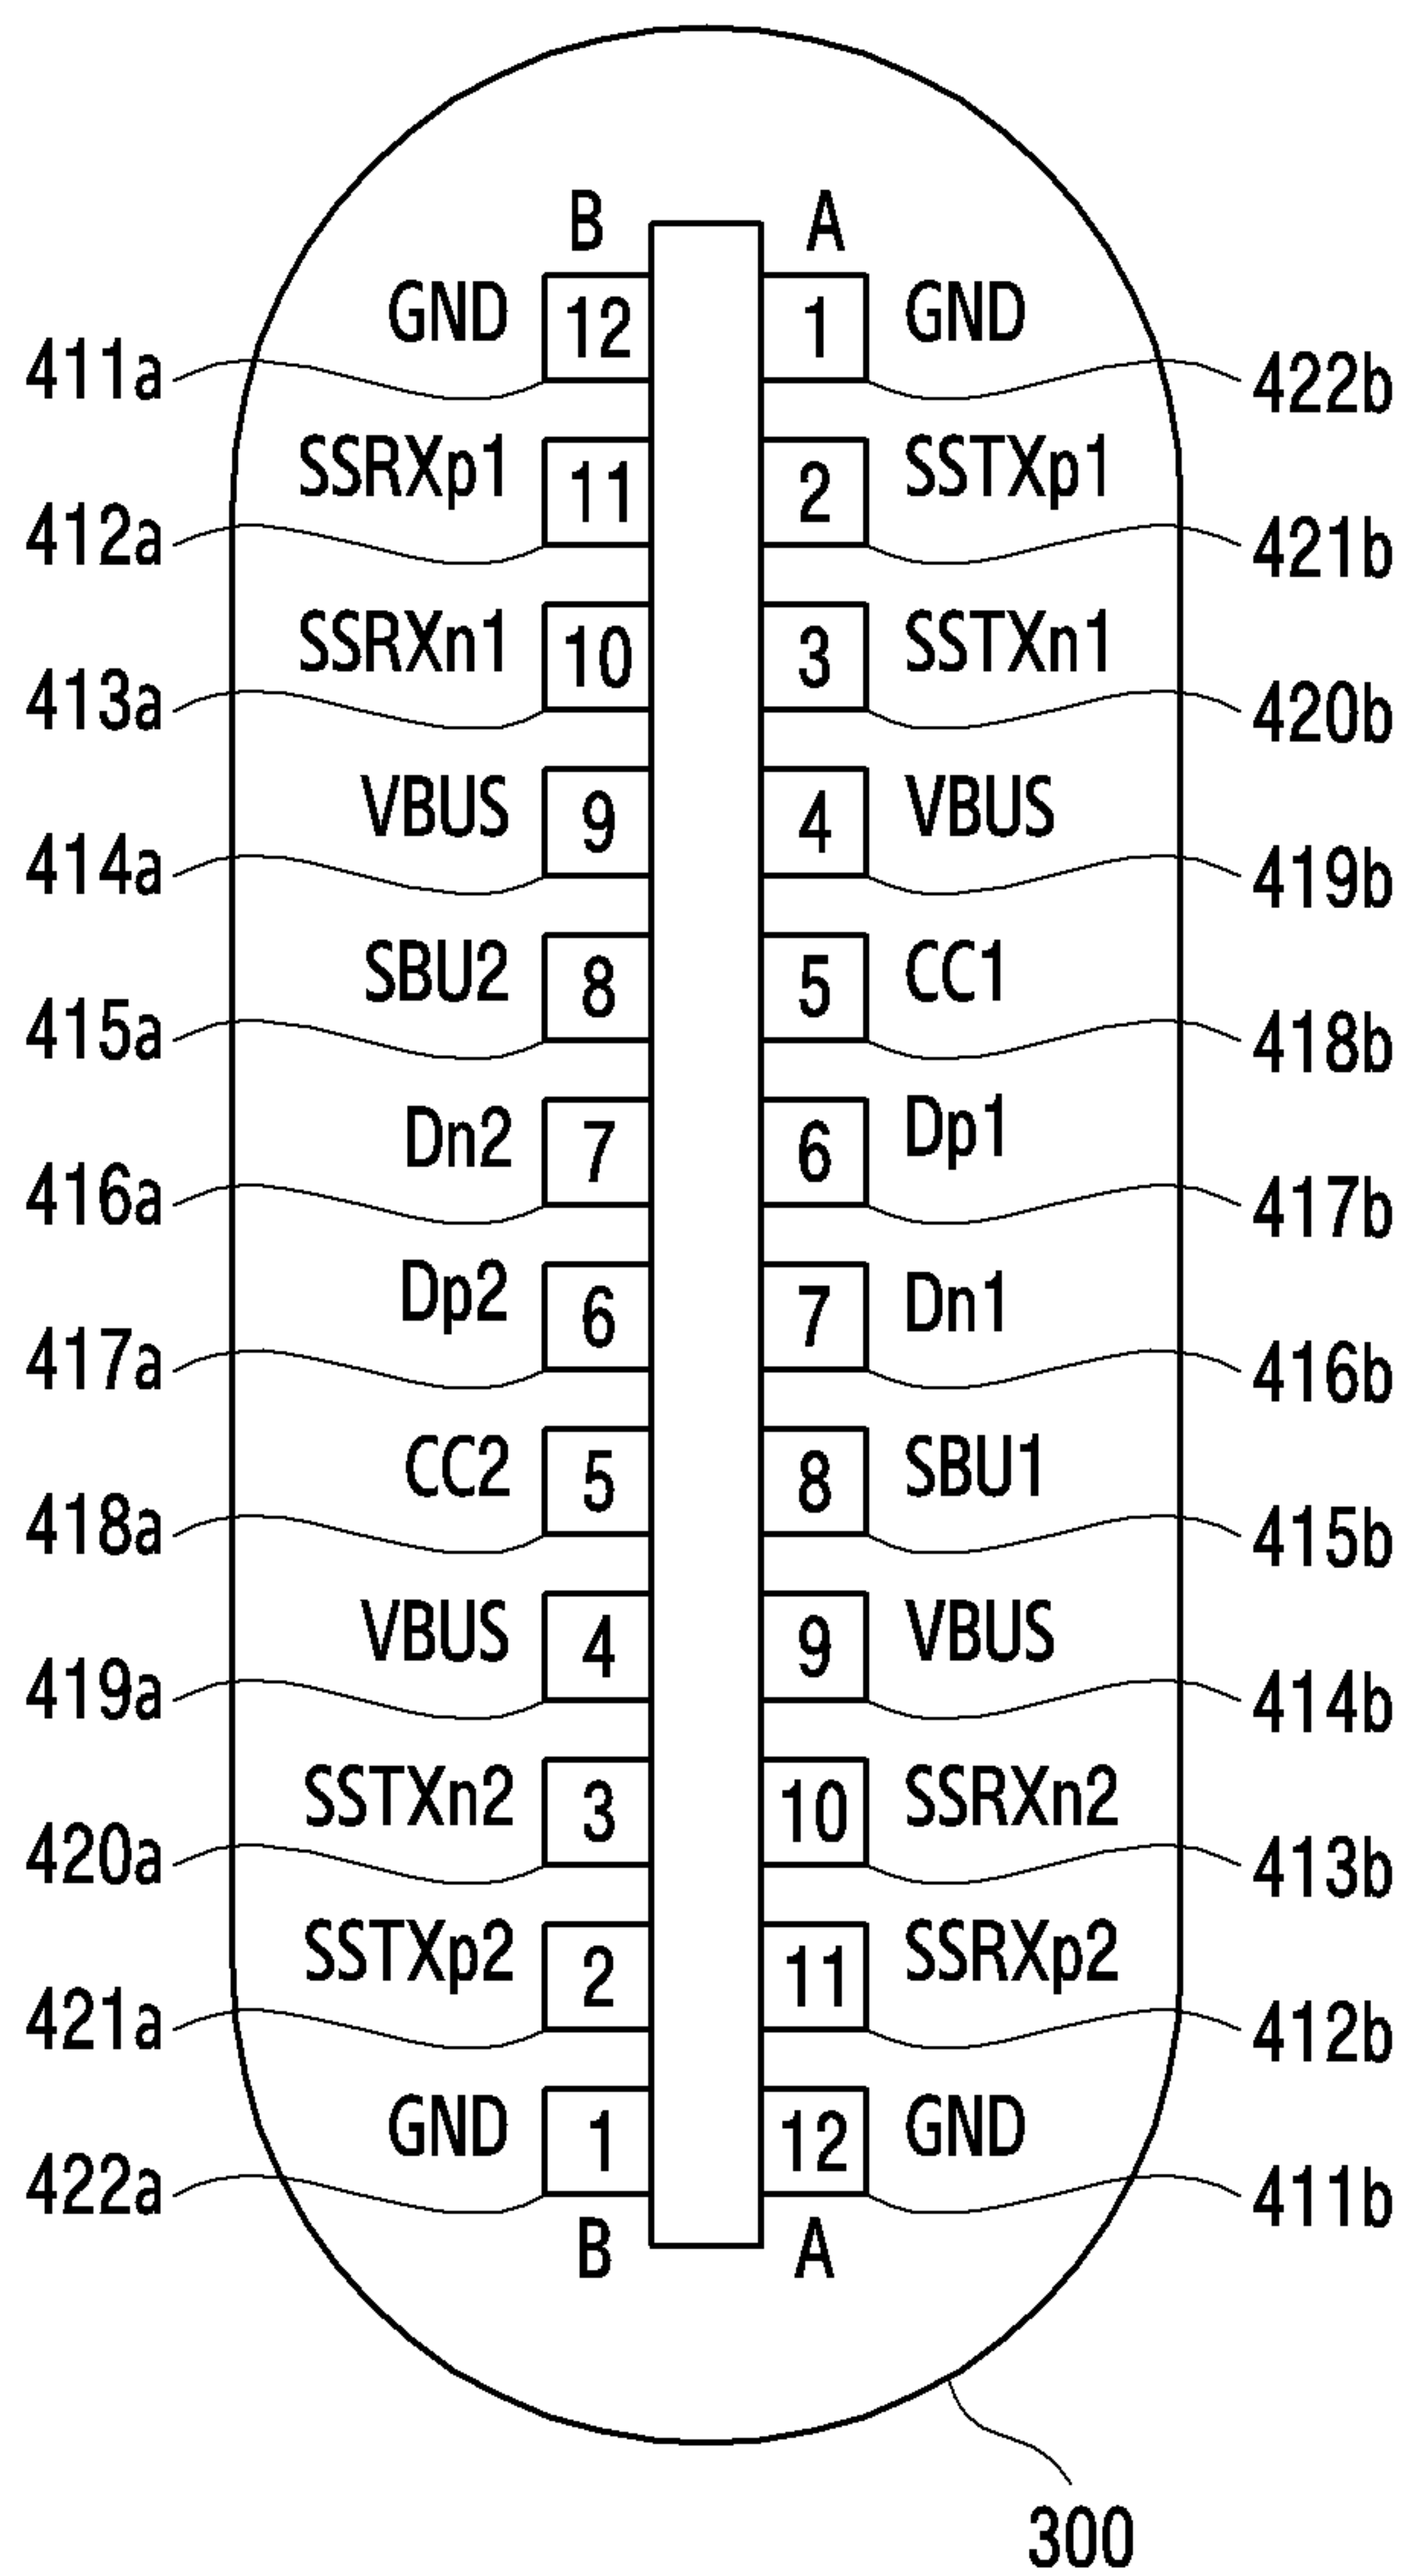 B A
GND 12 1 GND
411a 422b
SSRXp1 11 2 SSTXp1
412a 421b
SSRXn1 10 3 SSTXn1
413a 420b
VBUS 9 4 VBUS
414a 419b
SBU2 8 5 CC1
415a 418b
Dn2 7 6 Dp1
416a 417b
Dp2 6 7 Dn1
417a 416b
CC2 5 8 SBU1
418a 415b
VBUS 4 9 VBUS
419a 414b
SSTXn2 3 10 SSRXn2
420a 413b
SSTXp2 2 11 SSRXp2
421a 412b
GND 1 12 GND
422a 411b
B A
300